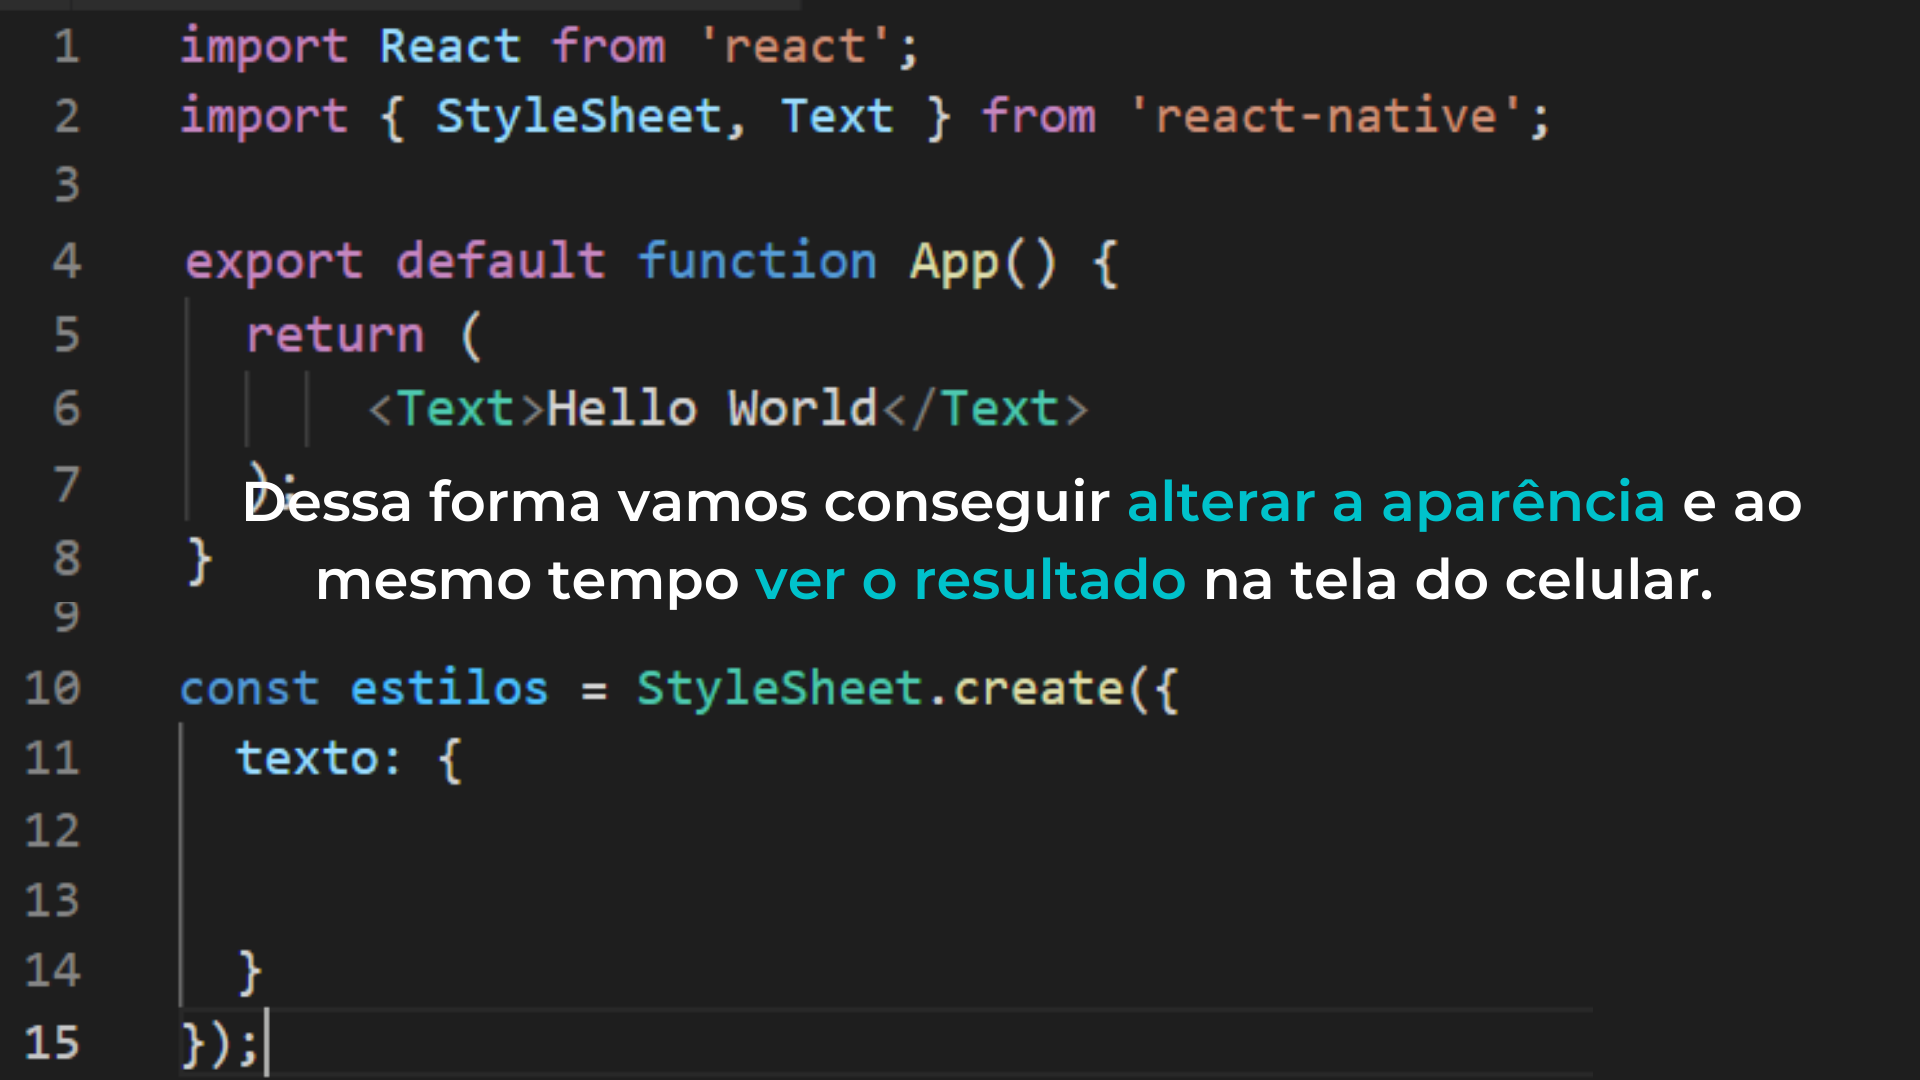 1 import React from 'react';
2 import { StyleSheet, Text } from 'react-native';
3
4 export default function App() {
5 return (
6 <Text>Hello World</Text>
7 );
Dessa forma vamos conseguir alterar a aparência e ao
8 }
mesmo tempo ver o resultado na tela do celular.
9
10 const estilos = StyleSheet.create({
11 texto: {
12
13
14 }
15 });